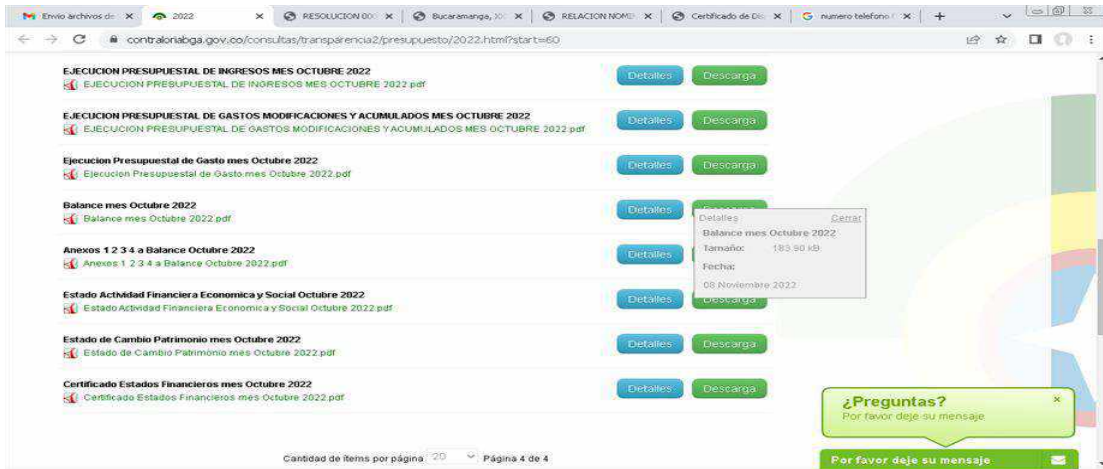 Envio archivos de
2022
RESOLUCION 00
Bucaramanga,
RELACION NOMI
Certificado de Dis
numero telefono
contraloriabga.gov.co/consultas/transparencia2/presupuesto/2022.html?start=60
EJECUCION PRESUPUESTAL DE INGRESOS MES OCTUBRE 2022
EJECUCION PRESUPUESTAL DE INGRESOS MES OCTUBRE 2022.pdf
Detalles Descarga
EJECUCION PRESUPUESTAL DE GASTOS MODIFICACIONES Y ACUMULADOS MES OCTUBRE 2022
EJECUCION PRESUPUESTAL DE GASTOS MODIFICACIONES Y ACUMULADOS MES OCTUBRE 2022.pdf
Detalles Descarga
Ejecucion Presupuestal de Gasto mes Octubre 2022
Ejecucion Presupuestal de Gasto mes Octubre 2022.pdf
Detalles Descarga
Balance mes Octubre 2022
Balance mes Octubre 2022.pdf
Detalles
Detalles Cerrar
Balance mes Octubre 2022
Tamaño: 183.90 kB
Fecha:
08 Noviembre 2022
Anexos 1 2 3 4 a Balance Octubre 2022
Anexos 1 2 3 4 a Balance Octubre 2022.pdf
Detalles
Estado Actividad Financiera Economica y Social Octubre 2022
Estado Actividad Financiera Economica y Social Octubre 2022.pdf
Detalles Descarga
Estado de Cambio Patrimonio mes Octubre 2022
Estado de Cambio Patrimonio mes Octubre 2022.pdf
Detalles Descarga
Certificado Estados Financieros mes Octubre 2022
Certificado Estados Financieros mes Octubre 2022.pdf
Detalles Descarga
Cantidad de ítems por página 20 Página 4 de 4
¿Preguntas?
Por favor deje su mensaje
Por favor deje su mensaje